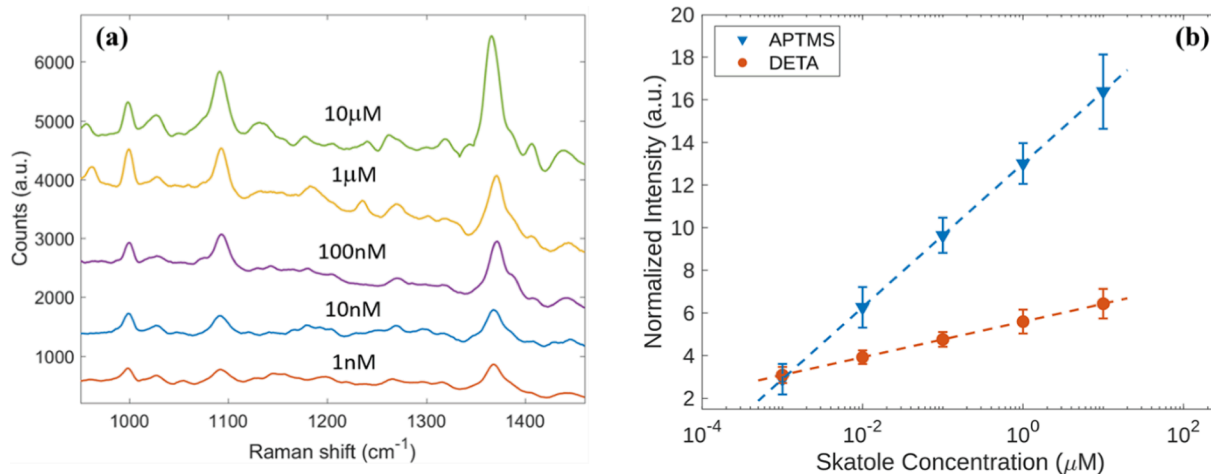 (a)
6000
5000
4000
3000
2000
1000
Counts (a.u.)
10μM
1μM
100nM
10nM
1nM
1000
1100
1200
1300
1400
Raman shift (cm⁻¹)
(b)
APTMS
DETA
20
18
16
14
12
10
8
6
4
2
Normalized Intensity (a.u.)
10⁻⁴
10⁻²
10⁰
10²
Skatole Concentration (μM)